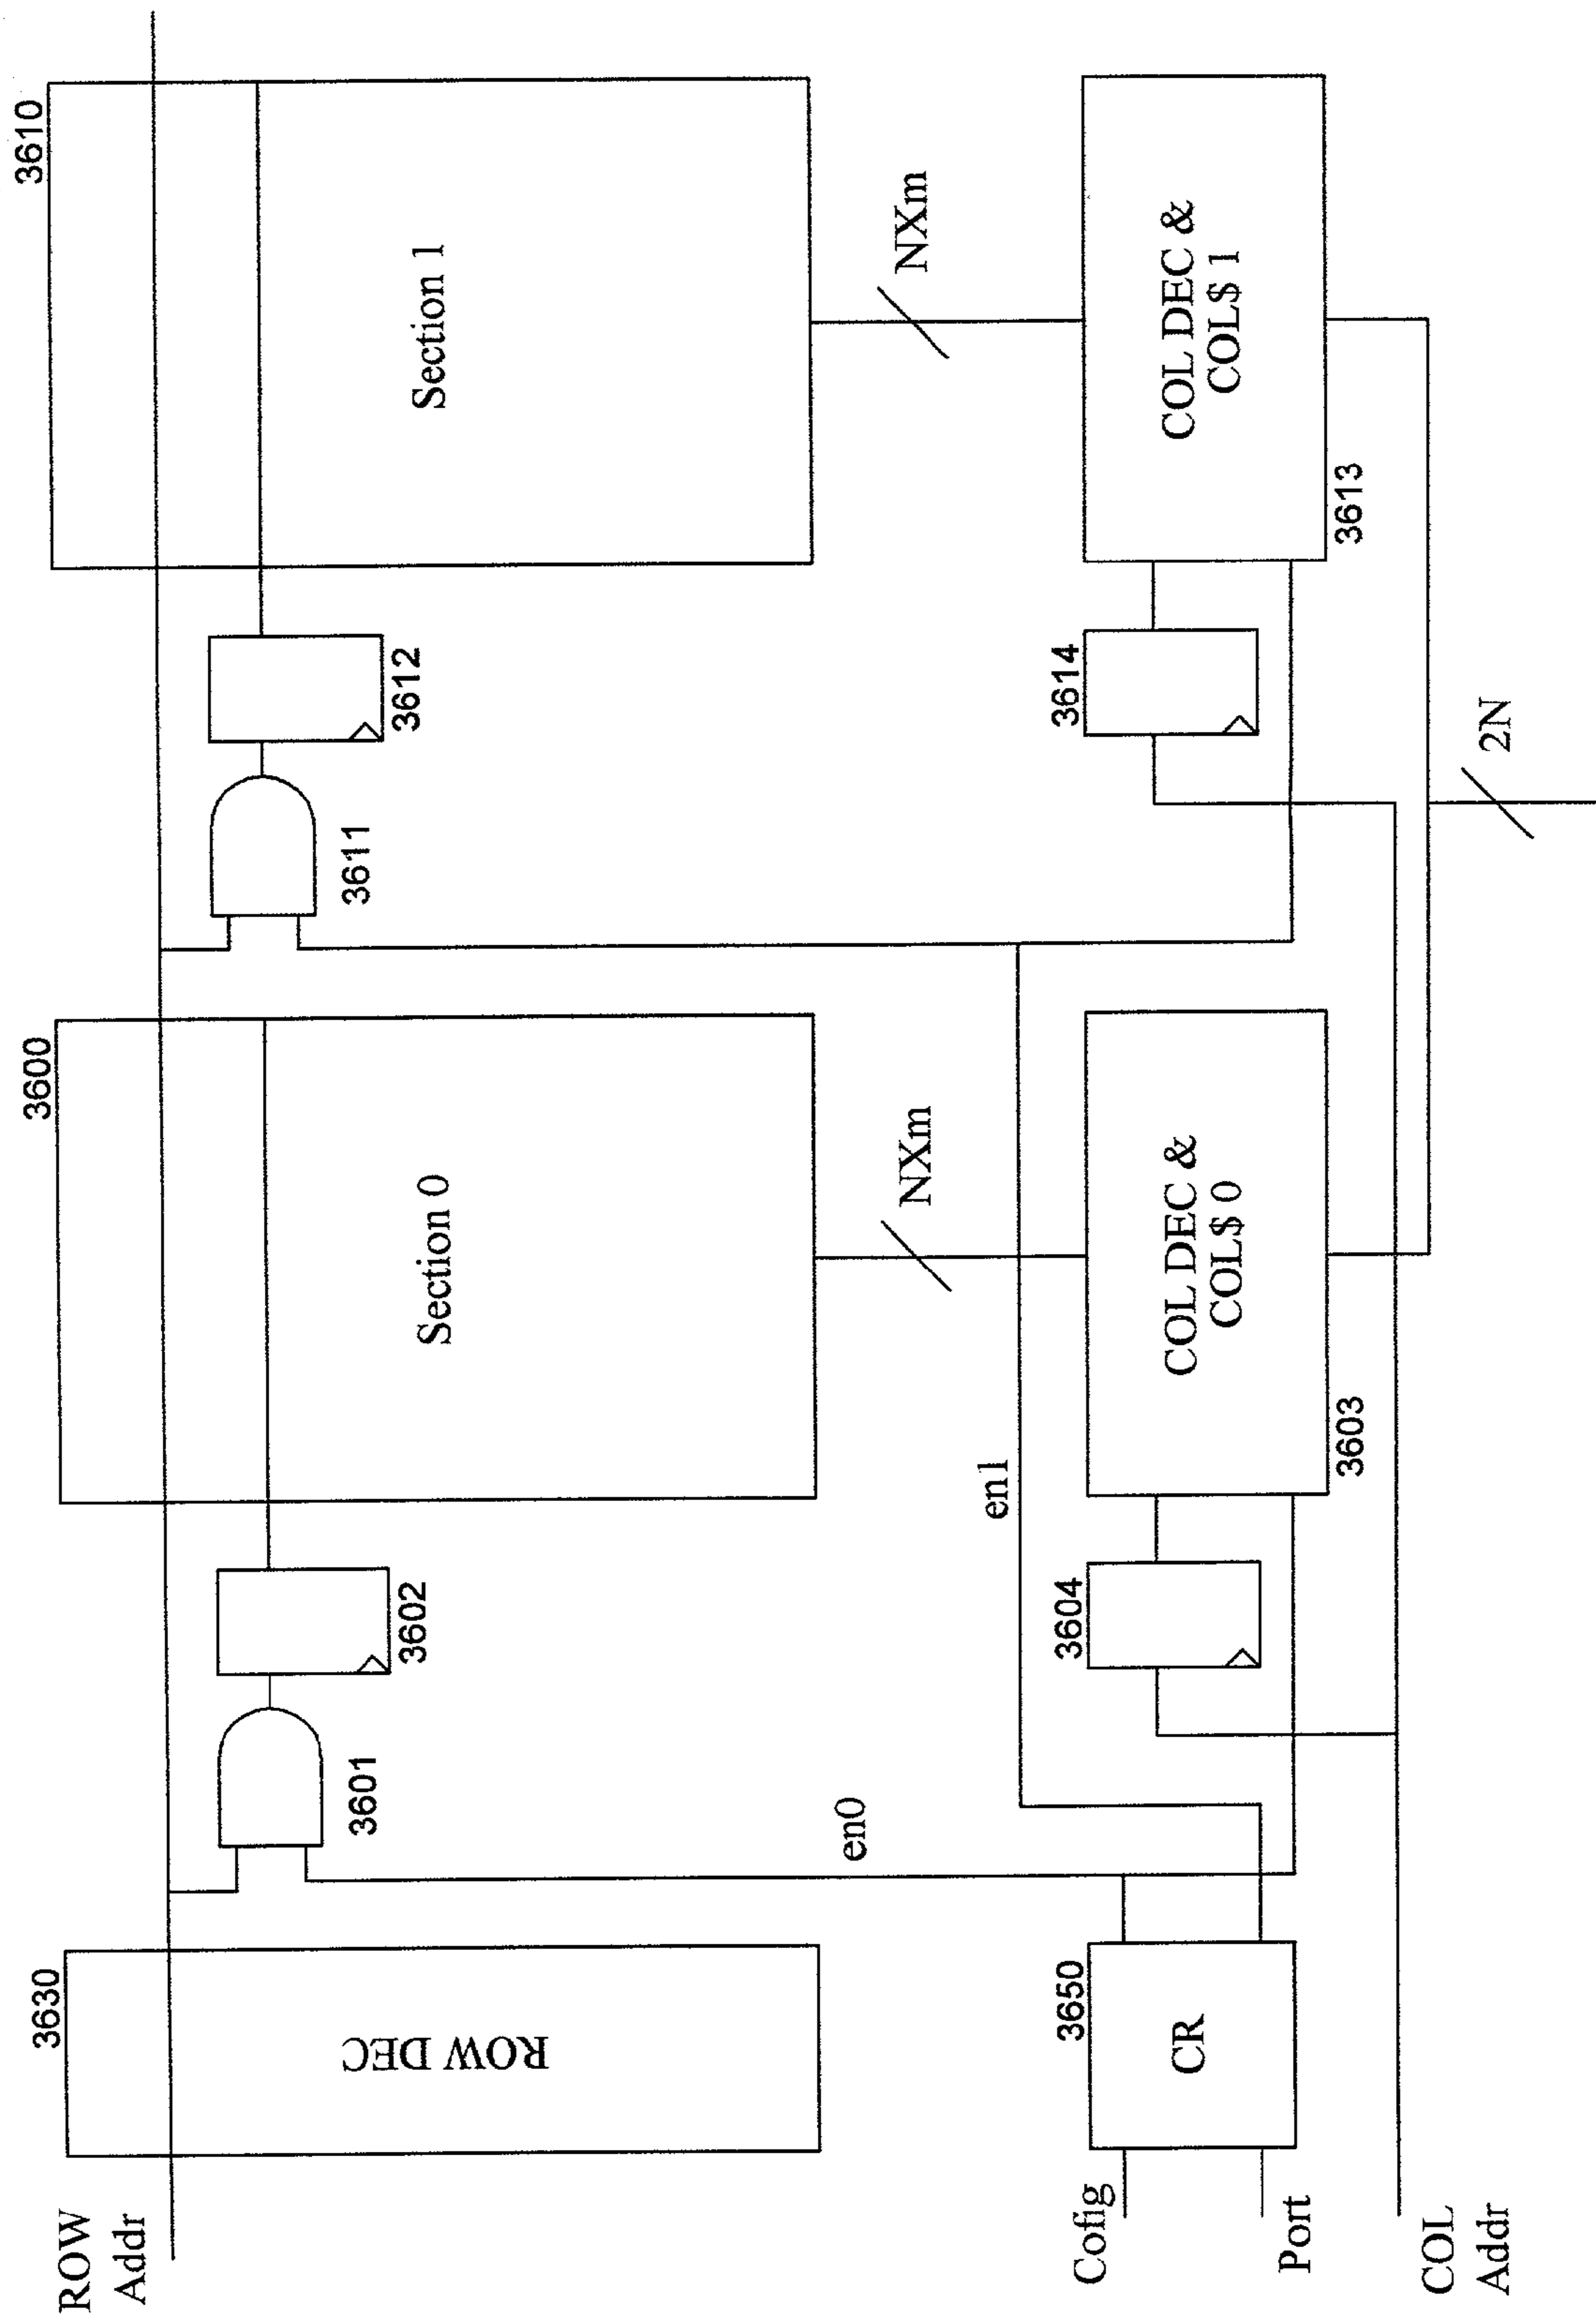 ROW
Addr
3630
ROW DEC
3601
3602
3600
Section 0
3611
3612
3610
Section 1
en0
en1
NXm
NXm
Cofig
Port
3650
CR
3604
COL DEC &
COL$ 0
3603
3614
COL DEC &
COL$ 1
3613
COL
Addr
2N